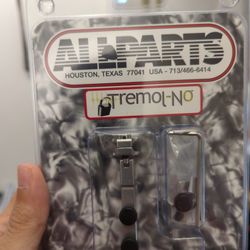 ALLPARTS
HOUSTON, TEXAS 77041 USA - 713/466-6414
TREMOL-NO